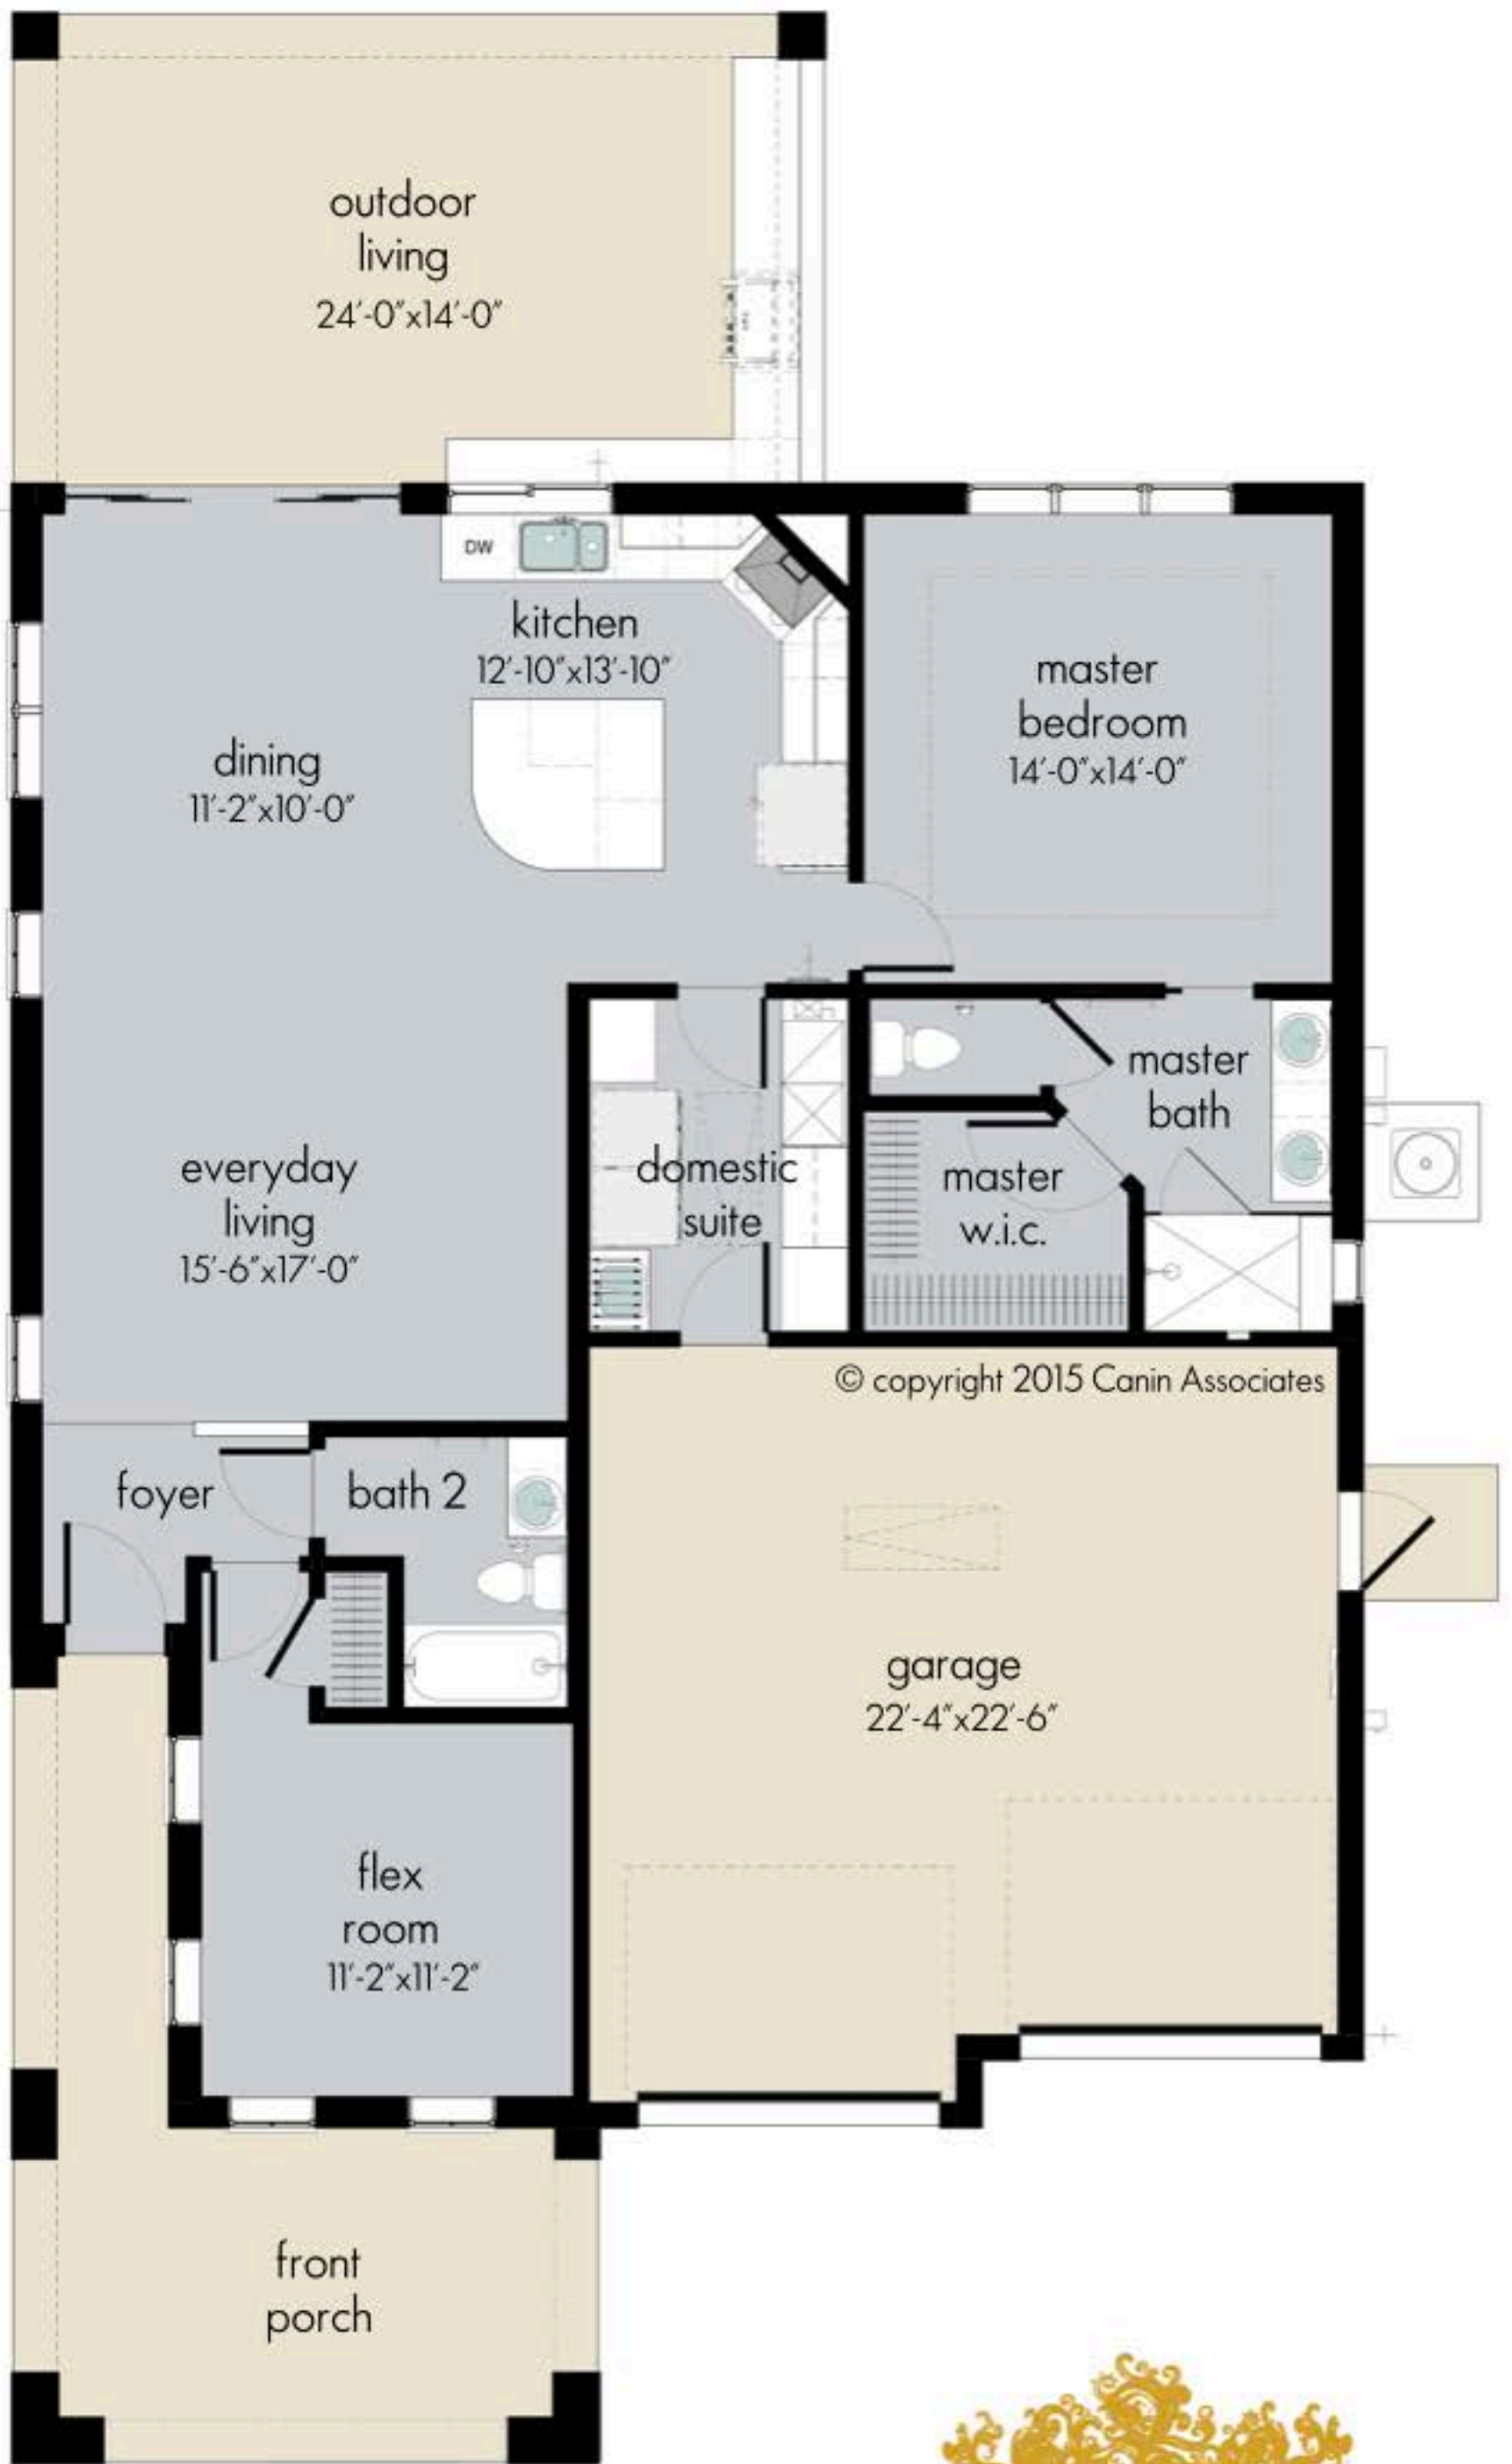 outdoor
living
24'-0"x14'-0"
DW
kitchen
12'-10"x13'-10"
master
bedroom
14'-0"x14'-0"
dining
11'-2"x10'-0"
master
bath
everyday
living
15'-6"x17'-0"
domestic
suite
master
w.i.c.
© copyright 2015 Canin Associates
foyer
bath 2
garage
22'-4"x22'-6"
flex
room
11'-2"x11'-2"
front
porch